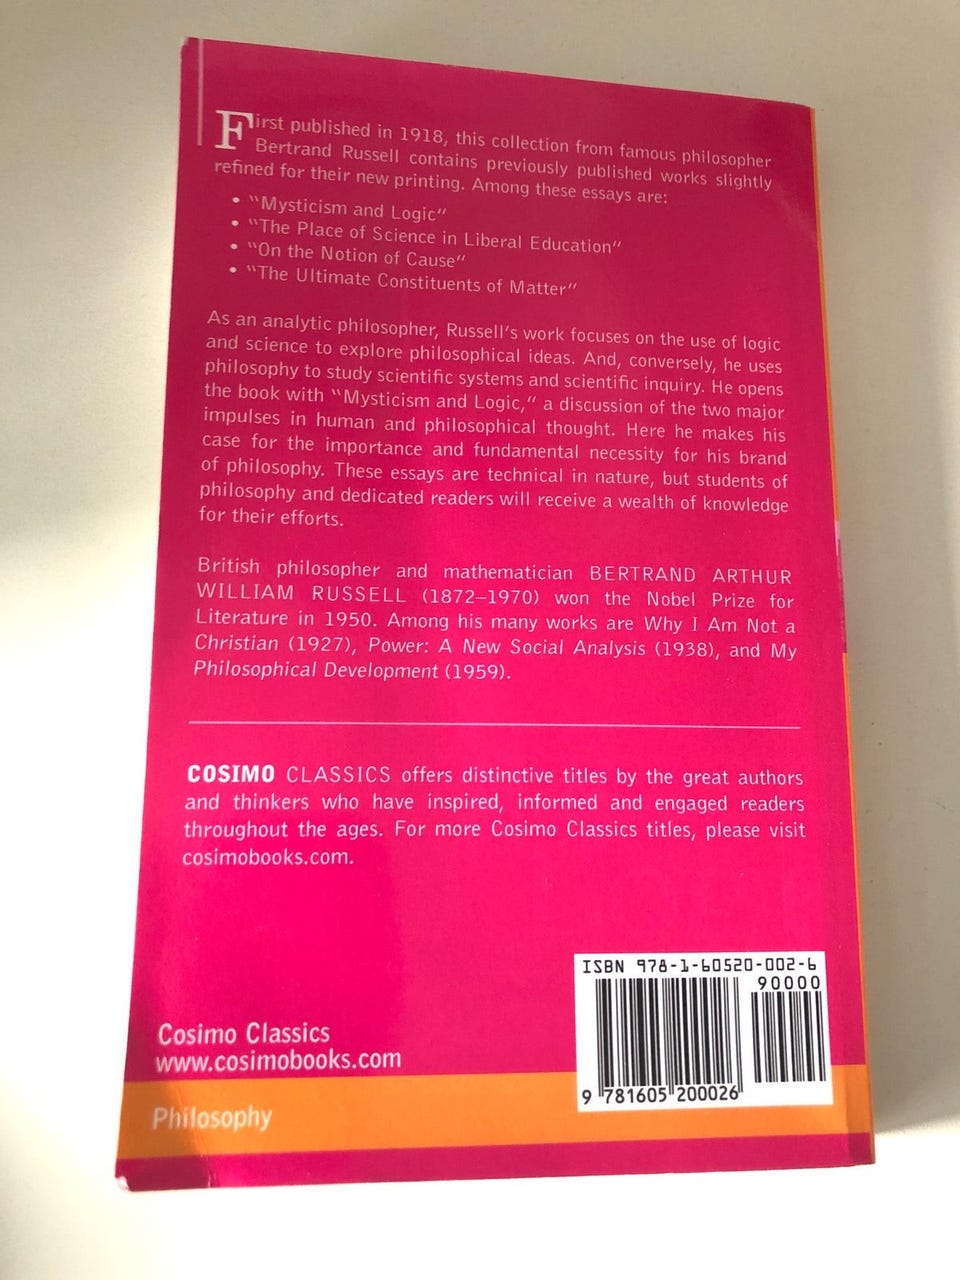 First published in 1918, this collection from famous philosopher
Bertrand Russell contains previously published works slightly
refined for their new printing. Among these essays are:
• "Mysticism and Logic"
• "The Place of Science in Liberal Education"
• "On the Notion of Cause"
• "The Ultimate Constituents of Matter"
As an analytic philosopher, Russell's work focuses on the use of logic
and science to explore philosophical ideas. And, conversely, he uses
philosophy to study scientific systems and scientific inquiry. He opens
the book with "Mysticism and Logic," a discussion of the two major
impulses in human and philosophical thought. Here he makes his
case for the importance and fundamental necessity for his brand
of philosophy. These essays are technical in nature, but students of
philosophy and dedicated readers will receive a wealth of knowledge
for their efforts.
British philosopher and mathematician BERTRAND ARTHUR
WILLIAM RUSSELL (1872–1970) won the Nobel Prize for
Literature in 1950. Among his many works are Why I Am Not a
Christian (1927), Power: A New Social Analysis (1938), and My
Philosophical Development (1959).
COSIMO CLASSICS offers distinctive titles by the great authors
and thinkers who have inspired, informed and engaged readers
throughout the ages. For more Cosimo Classics titles, please visit
cosimobooks.com.
ISBN 978-1-60520-002-6
90000
9 781605 200026
Cosimo Classics
www.cosimobooks.com
Philosophy